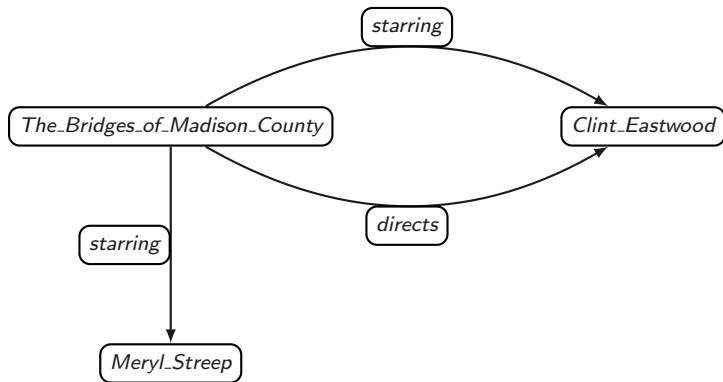 starring
The_Bridges_of_Madison_County
Clint_Eastwood
directs
starring
Meryl_Streep